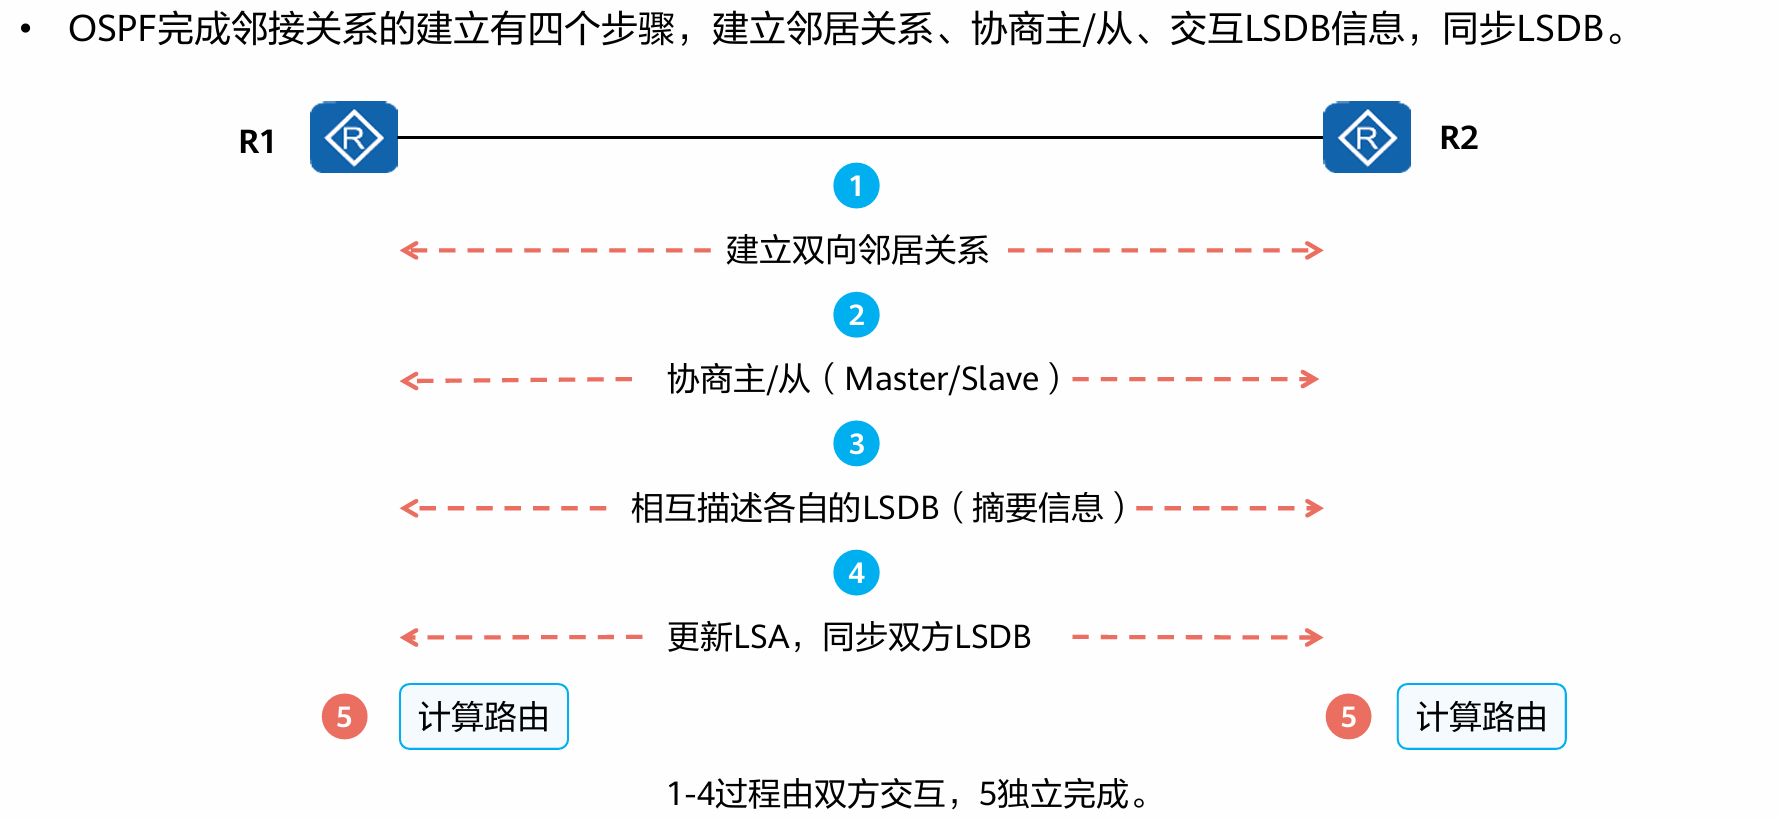 • OSPF完成邻接关系的建立有四个步骤，建立邻居关系、协商主/从、交互LSDB信息，同步LSDB。
R1
R
R
R2
1
建立双向邻居关系
2
协商主/从（Master/Slave）
3
相互描述各自的LSDB（摘要信息）
4
更新LSA，同步双方LSDB
5 计算路由
5 计算路由
1-4过程由双方交互，5独立完成。